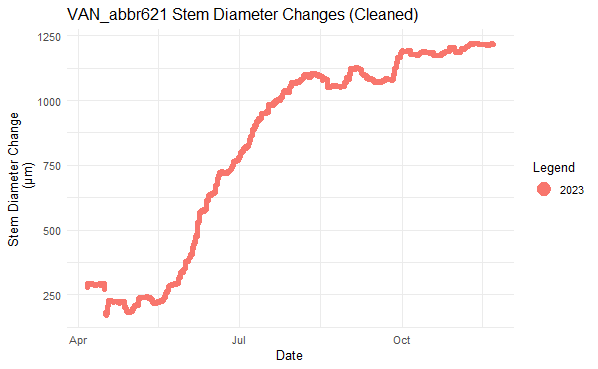 VAN_abbr621 Stem Diameter Changes (Cleaned)
1250
1000
750
500
250
Stem Diameter Change
(µm)
Apr
Jul
Oct
Date
Legend
2023